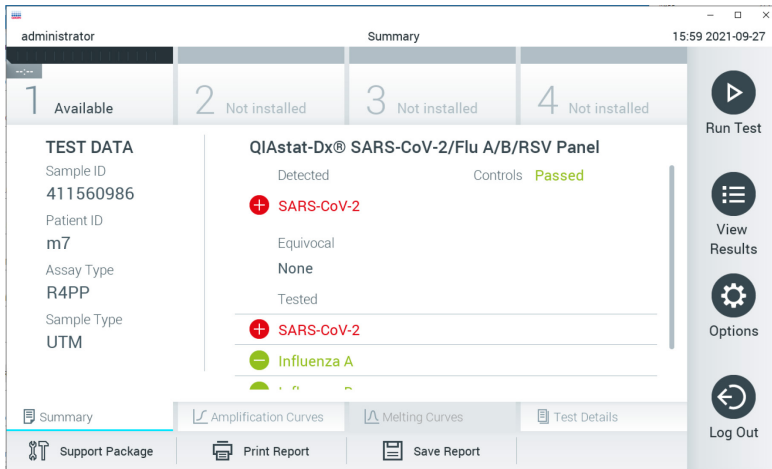 administrator
Summary
15:59 2021-09-27
--:--
1 Available
2 Not installed
3 Not installed
4 Not installed
Run Test
TEST DATA
Sample ID
411560986
Patient ID
m7
Assay Type
R4PP
Sample Type
UTM
QIAstat-Dx® SARS-CoV-2/Flu A/B/RSV Panel
Detected
Controls Passed
SARS-CoV-2
Equivocal
None
Tested
SARS-CoV-2
Influenza A
View
Results
Options
Log Out
Summary
Amplification Curves
Melting Curves
Test Details
Support Package
Print Report
Save Report